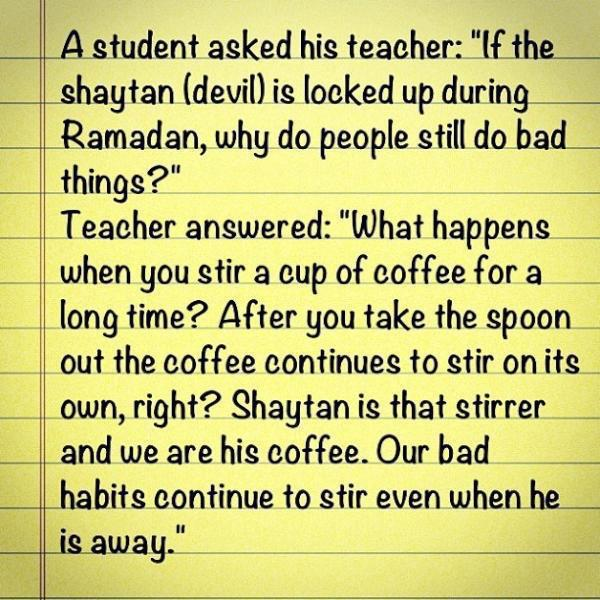 A student asked his teacher: "If the
shaytan (devil) is locked up during
Ramadan, why do people still do bad
things?"
Teacher answered: "What happens
when you stir a cup of coffee for a
long time? After you take the spoon
out the coffee continues to stir on its
own, right? Shaytan is that stirrer
and we are his coffee. Our bad
habits continue to stir even when he
is away."